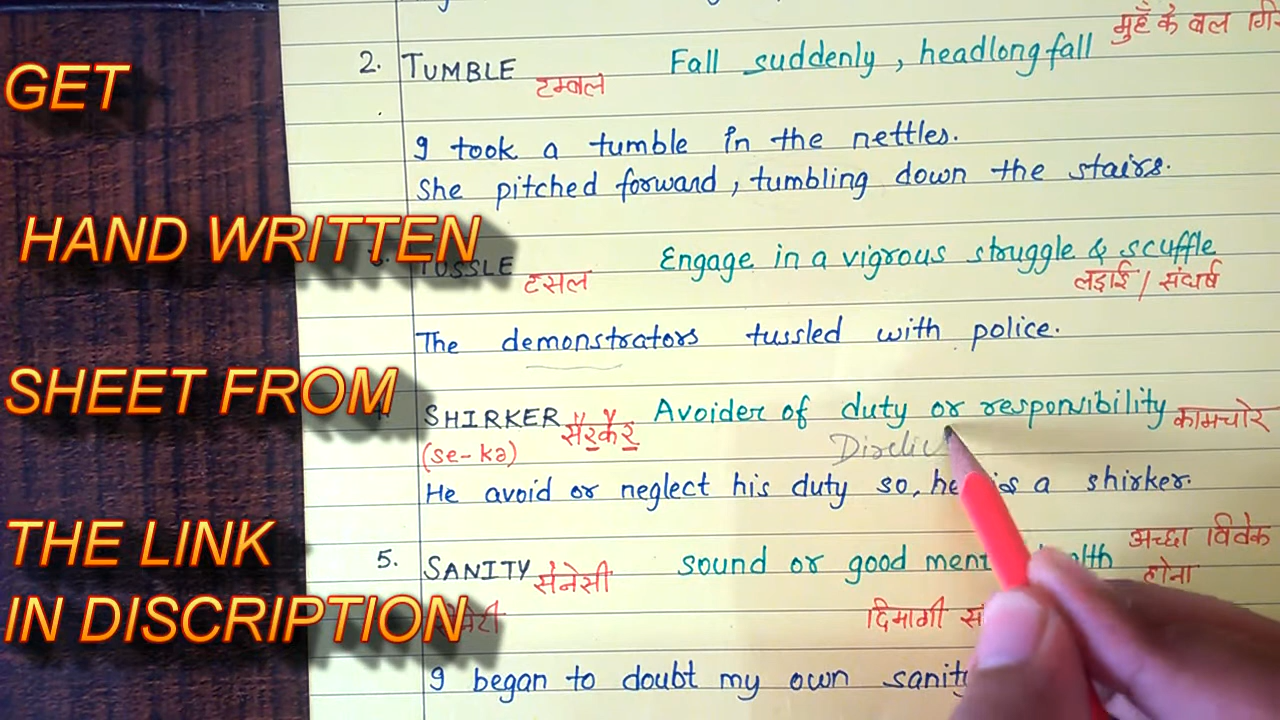 GET
HAND WRITTEN
SHEET FROM
THE LINK
IN DISCRIPTION
मुहँ के बल
2. TUMBLE टम्बल Fall suddenly, headlong fall
I took a tumble in the nettles.
She pitched forward, tumbling down the stairs.
TUSSLE टसल Engage in a vigrous struggle & scuffle
लड़ाई / संघर्ष
The demonstrators tussled with police.
SHIRKER Avoider of duty or responsibility कामचोर
(se-ka)
He avoid or neglect his duty so, he is a shirker.
अच्छा विवेक
5. SANITY सेनेसी sound or good होना
दिमागी
I began to doubt my own sanity